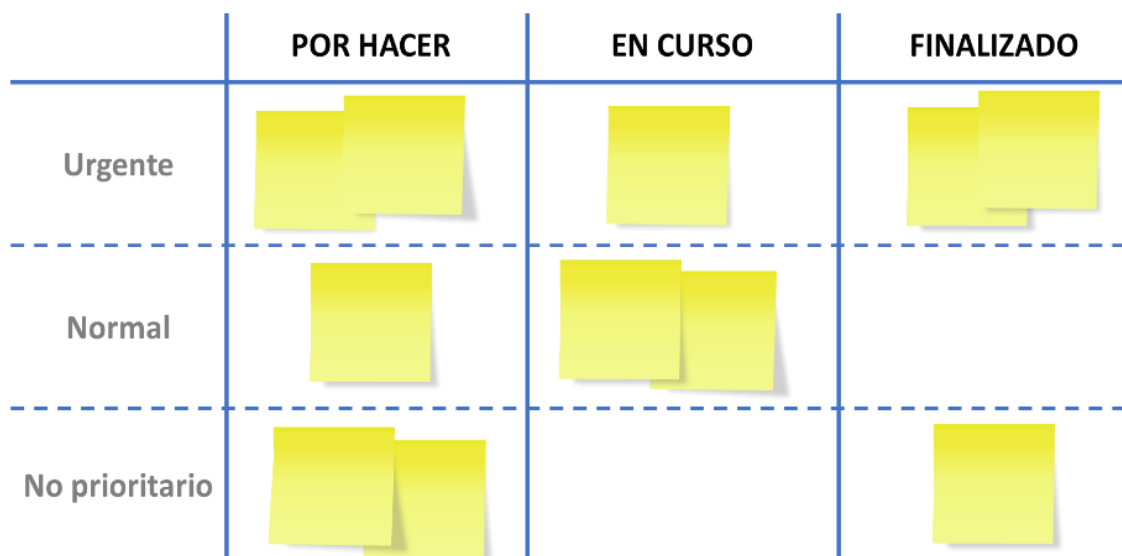 POR HACER
EN CURSO
FINALIZADO
Urgente
Normal
No prioritario